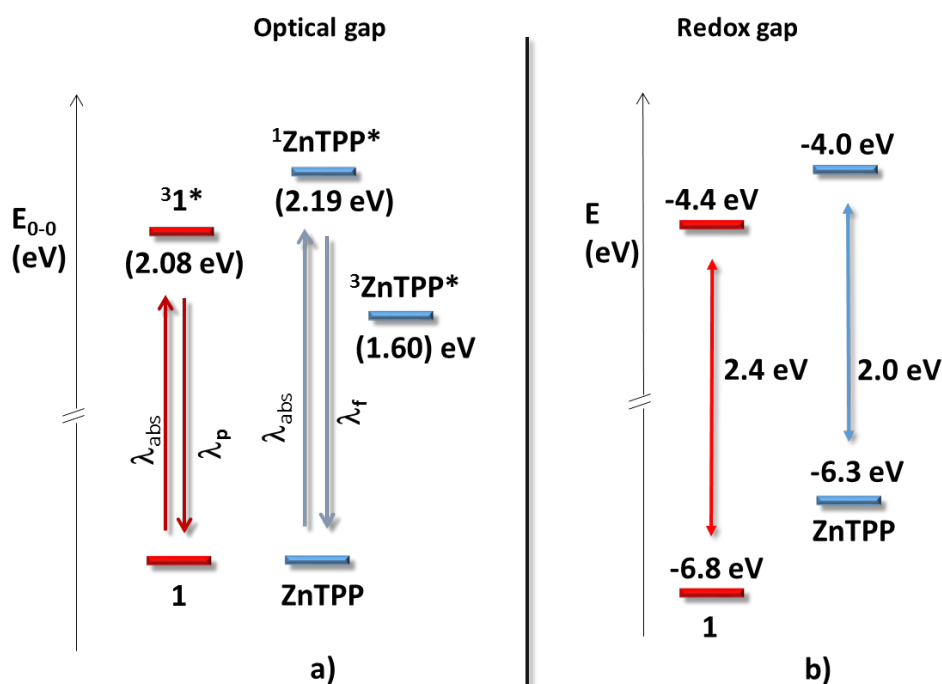 Optical gap
Redox gap
E0-0
(eV)
31*
(2.08 eV)
1ZnTPP*
(2.19 eV)
3ZnTPP*
(1.60) eV
λabs
λp
λabs
λf
1
ZnTPP
a)
E
(eV)
-4.4 eV
2.4 eV
-6.8 eV
1
-4.0 eV
2.0 eV
-6.3 eV
ZnTPP
b)